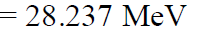 = 28.237 MeV